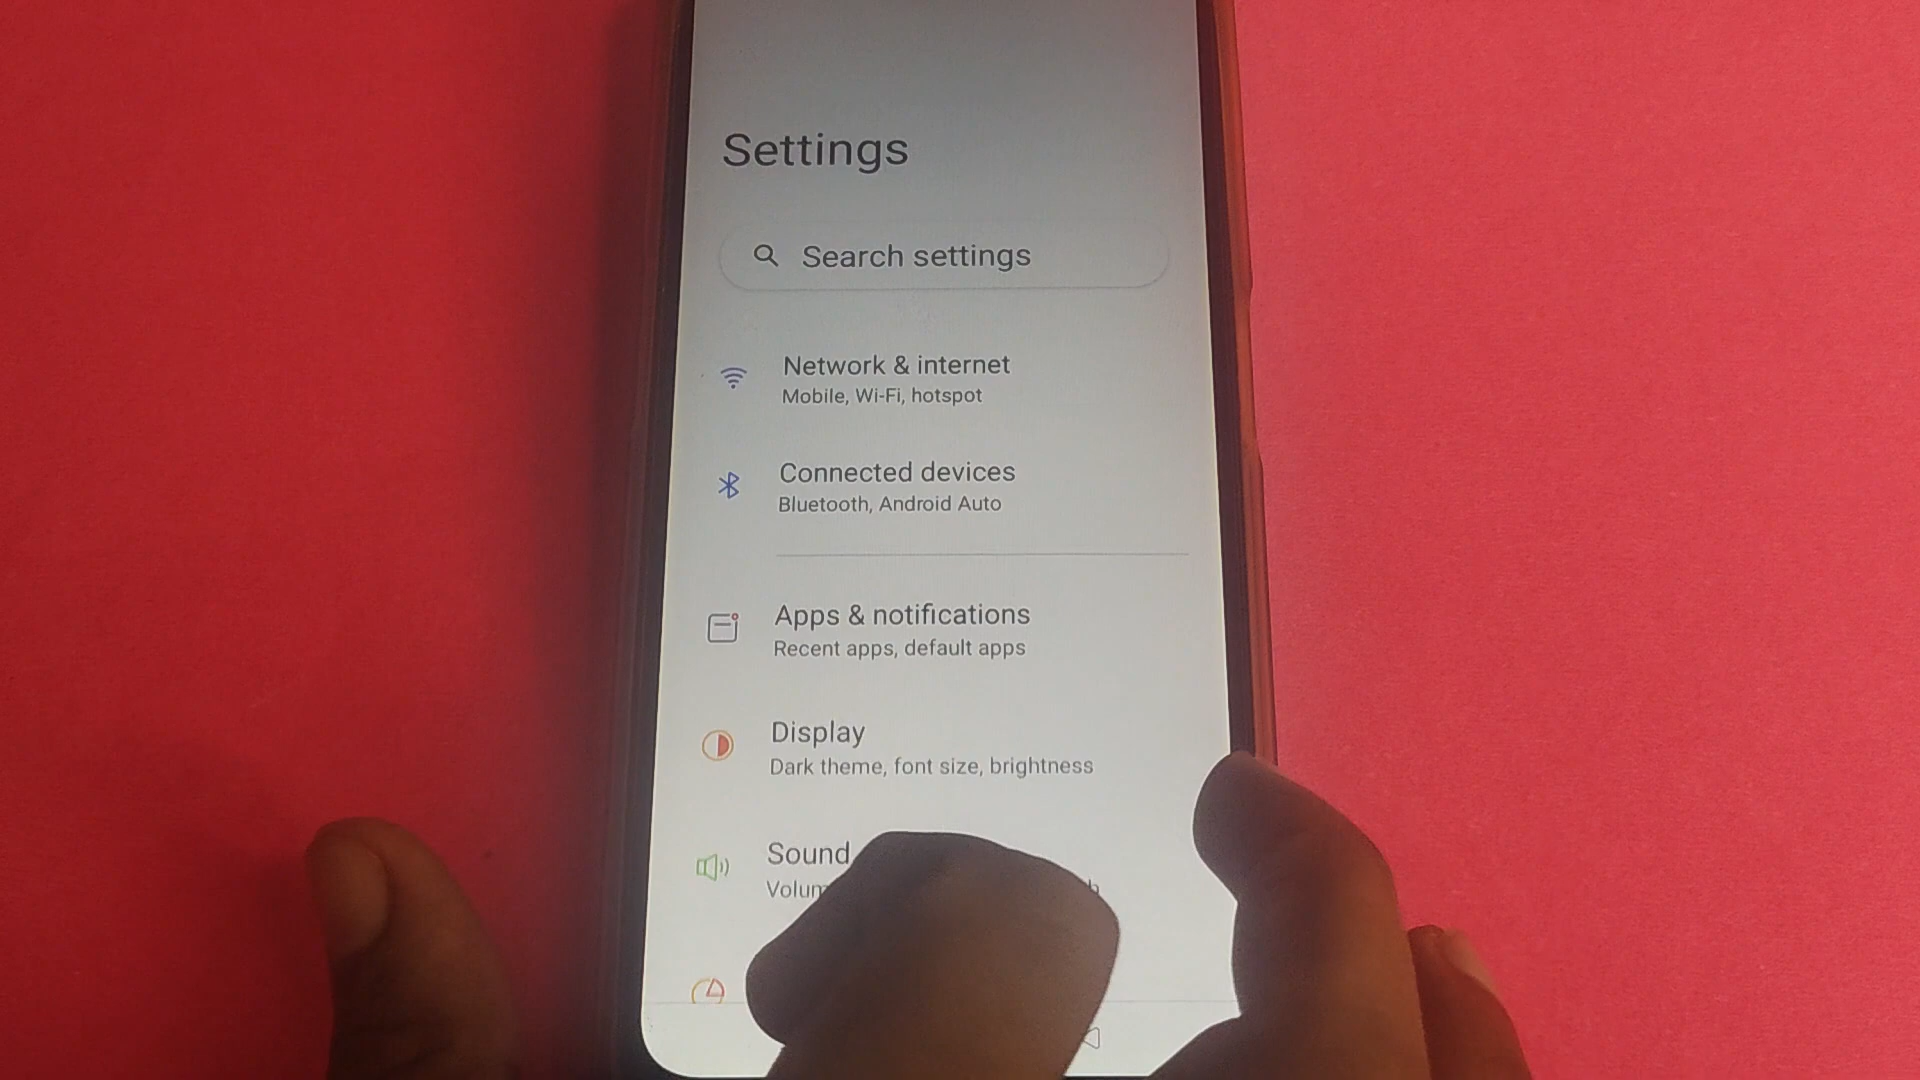 Settings
Search settings
Network & internet
Mobile, Wi-Fi, hotspot
Connected devices
Bluetooth, Android Auto
Apps & notifications
Recent apps, default apps
Display
Dark theme, font size, brightness
Sound